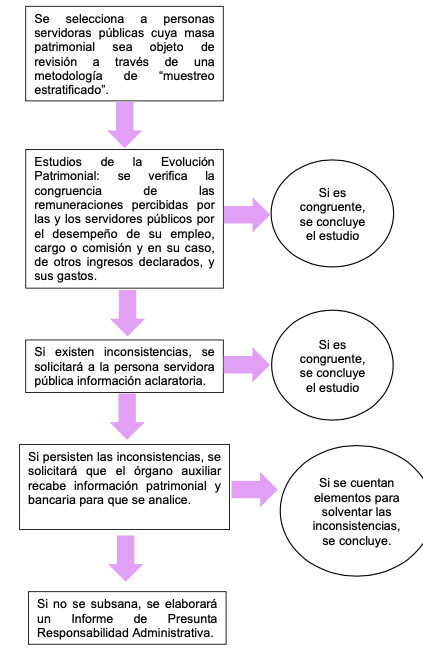 Se selecciona a personas
servidoras públicas cuya masa
patrimonial sea objeto de
revisión a través de una
metodología de “muestreo
estratificado”.
Estudios de la Evolución
Patrimonial: se verifica la
congruencia de las
remuneraciones percibidas por
las y los servidores públicos por
el desempeño de su empleo,
cargo o comisión y en su caso,
de otros ingresos declarados, y
sus gastos.
Si es
congruente,
se concluye
el estudio
Si existen inconsistencias, se
solicitará a la persona servidora
pública información aclaratoria.
Si es
congruente,
se concluye
el estudio
Si persisten las inconsistencias, se
solicitará que el órgano auxiliar
recabe información patrimonial y
bancaria para que se analice.
Si se cuentan
elementos para
solventar las
inconsistencias,
se concluye.
Si no se subsana, se elaborará
un Informe de Presunta
Responsabilidad Administrativa.